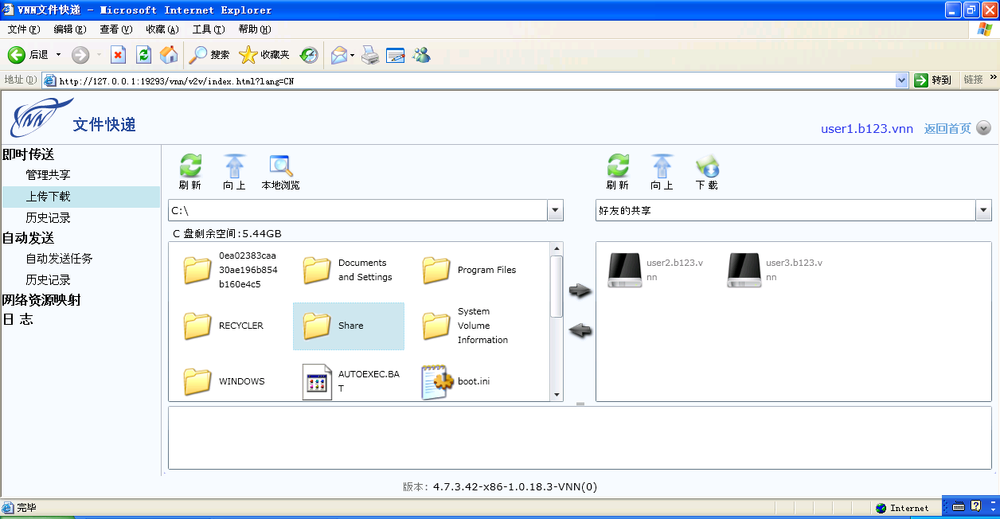 VNN文件快递 - Microsoft Internet Explorer
文件(F) 编辑(E) 查看(V) 收藏(A) 工具(T) 帮助(H)
后退 搜索 收藏夹
地址(D) http://127.0.0.1:19293/vnn/v2v/index.html?lang=CN 转到 链接 »
VNN 文件快递
user1.b123.vnn 返回首页
即时传送
管理共享
上传下载
历史记录
自动发送
自动发送任务
历史记录
网络资源映射
日 志
刷 新 向 上 本地浏览
C:\
C 盘剩余空间:5.44GB
0ea02383caa
30ae196b854
b160e4c5
Documents
and Settings
Program Files
RECYCLER
Share
System
Volume
Information
WINDOWS
AUTOEXEC.BA
T
boot.ini
刷 新 向 上 下 载
好友的共享
user2.b123.v
nn
user3.b123.v
nn
版本: 4.7.3.42-x86-1.0.18.3-VNN(0)
完毕 Internet